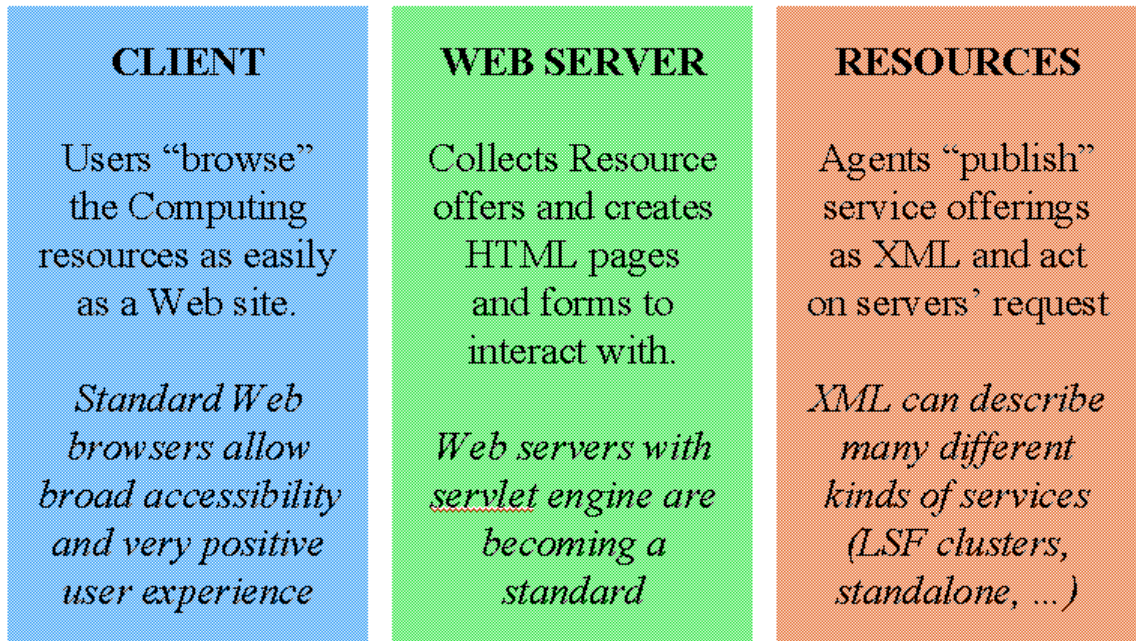 CLIENT
Users “browse”
the Computing
resources as easily
as a Web site.
Standard Web
browsers allow
broad accessibility
and very positive
user experience
WEB SERVER
Collects Resource
offers and creates
HTML pages
and forms to
interact with.
Web servers with
servlet engine are
becoming a
standard
RESOURCES
Agents “publish”
service offerings
as XML and act
on servers’ request
XML can describe
many different
kinds of services
(LSF clusters,
standalone, ...)